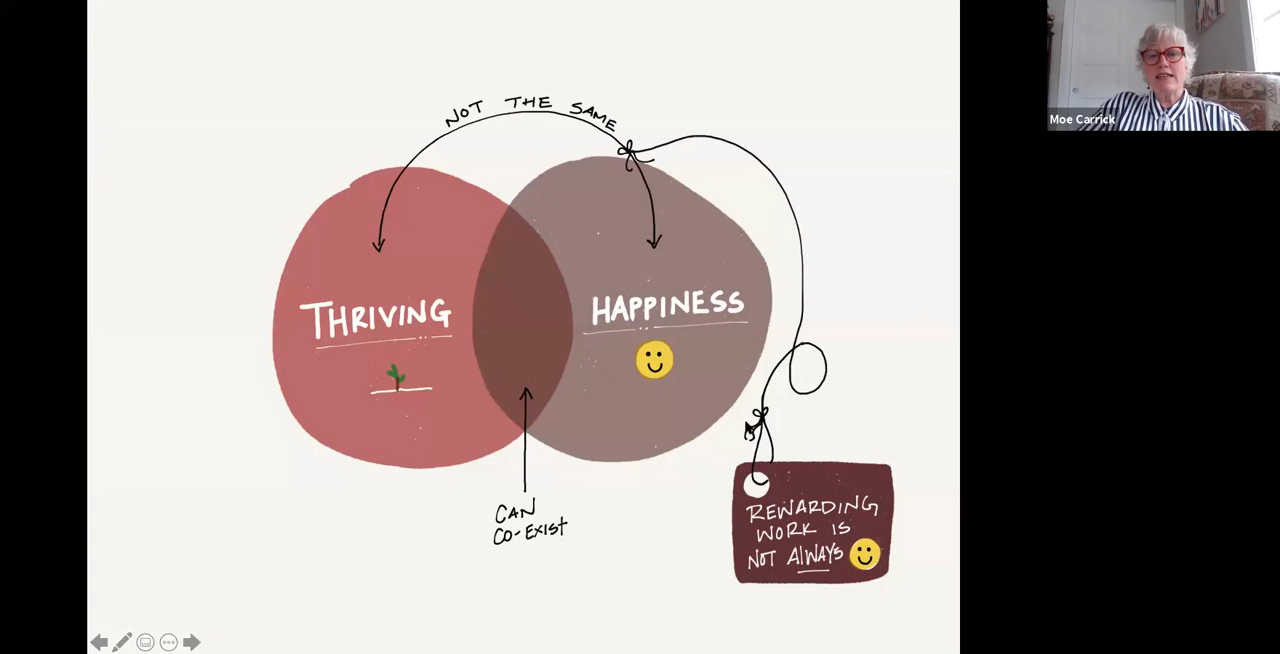 NOT THE SAME
Moe Carrick
THRIVING
HAPPINESS
CAN
CO-EXIST
REWARDING
WORK IS
NOT ALWAYS